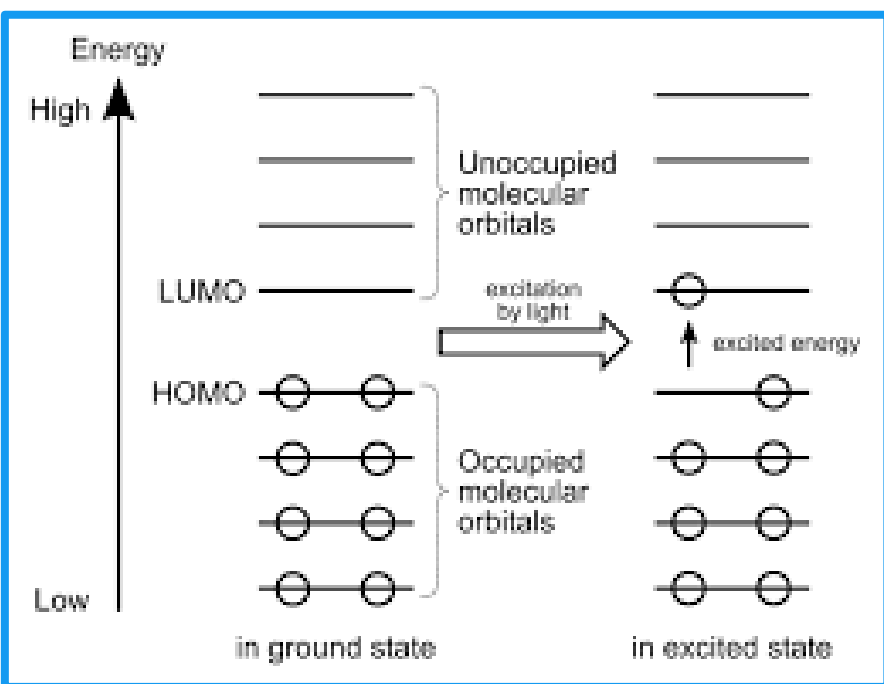 Energy
High
Unoccupied
molecular
orbitals
LUMO
excitation
by light
excited energy
HOMO
Occupied
molecular
orbitals
Low
in ground state
in excited state